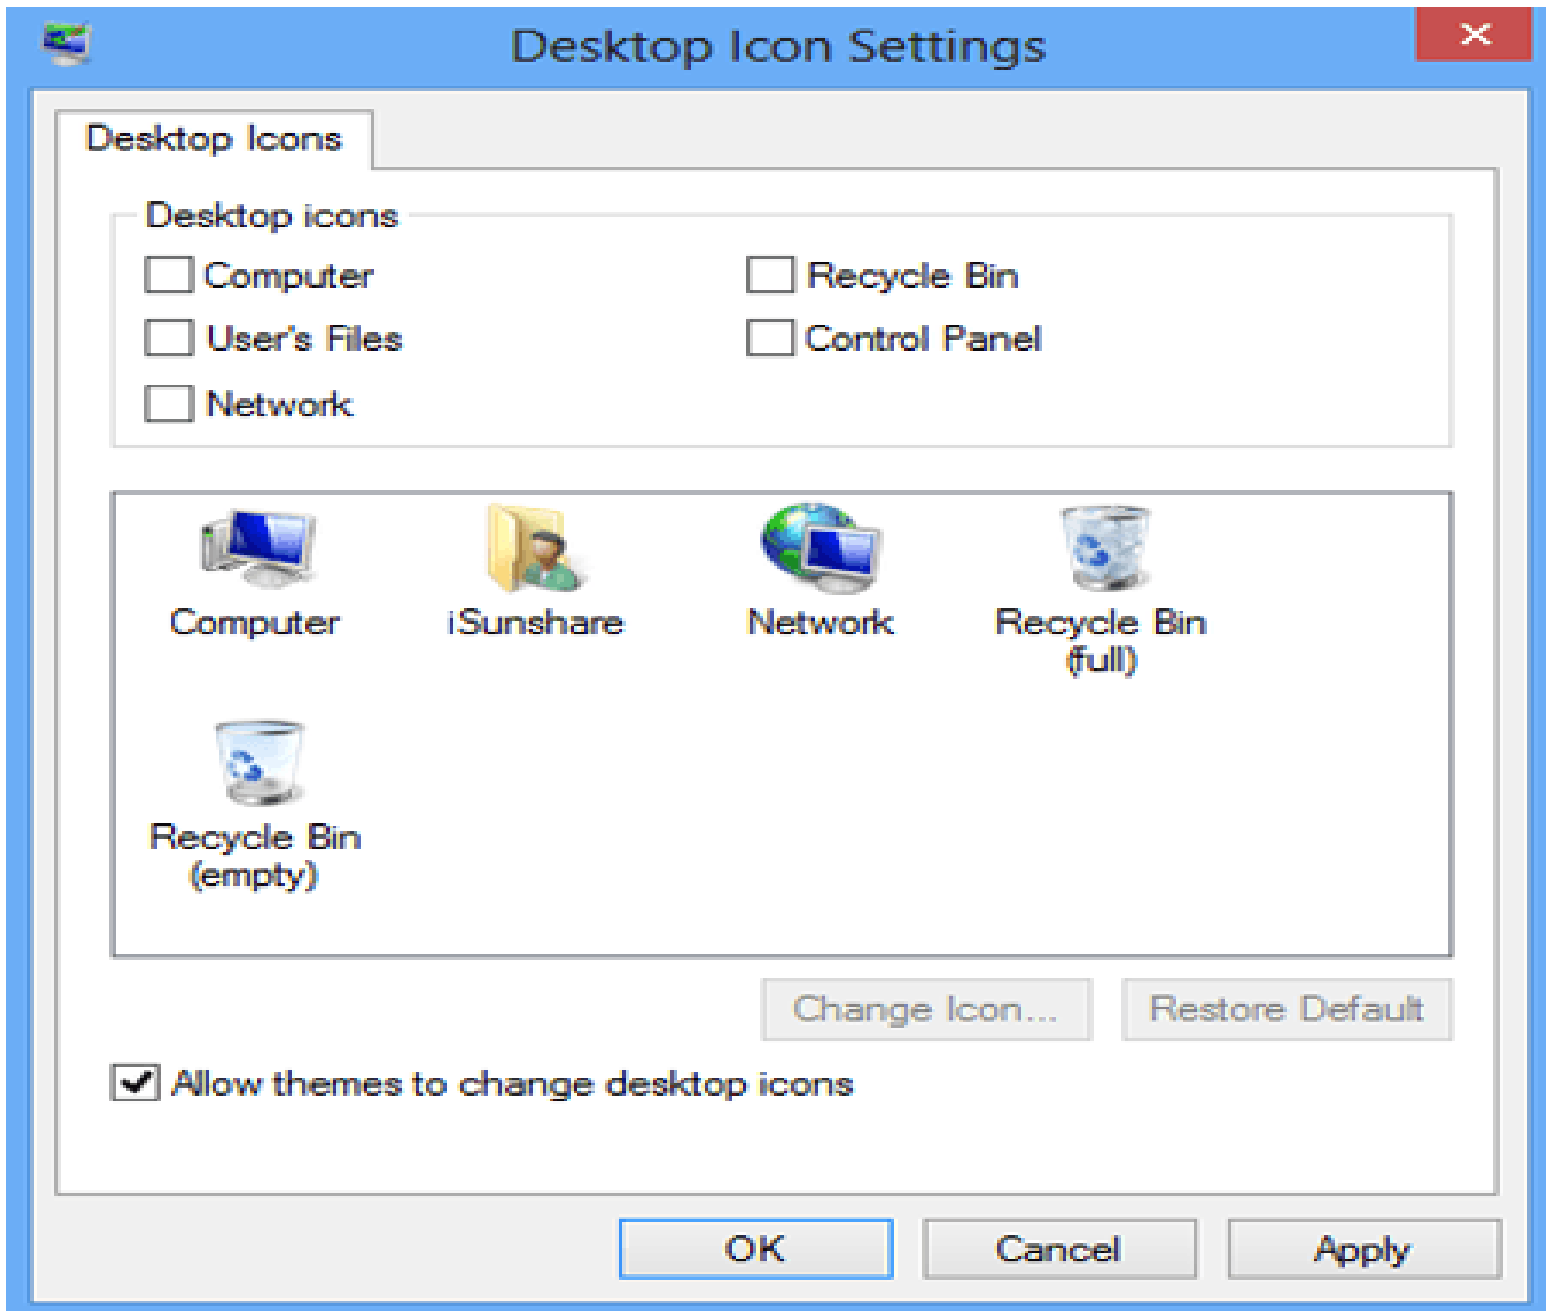 Desktop Icon Settings
Desktop Icons
Desktop icons
Computer
Recycle Bin
User's Files
Control Panel
Network
Computer
iSunshare
Network
Recycle Bin
(full)
Recycle Bin
(empty)
Change Icon...
Restore Default
Allow themes to change desktop icons
OK
Cancel
Apply